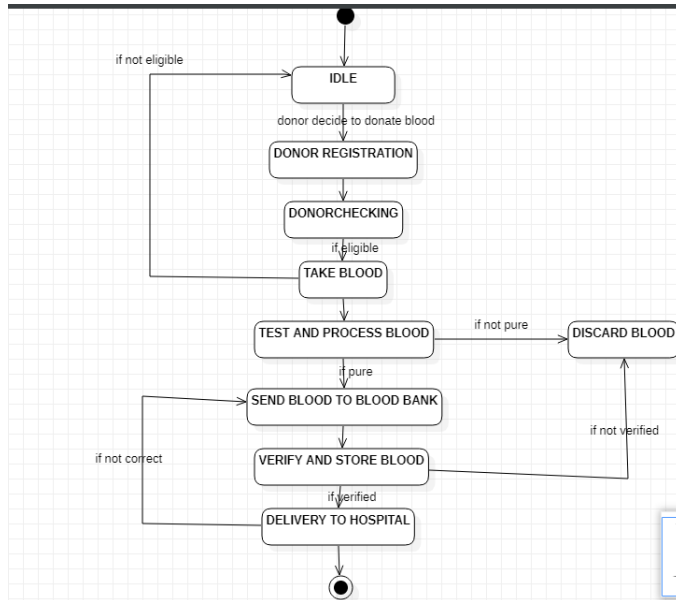 if not eligible
IDLE
donor decide to donate blood
DONOR REGISTRATION
DONORCHECKING
if eligible
TAKE BLOOD
TEST AND PROCESS BLOOD
if not pure
DISCARD BLOOD
if pure
SEND BLOOD TO BLOOD BANK
if not verified
if not correct
VERIFY AND STORE BLOOD
if verified
DELIVERY TO HOSPITAL